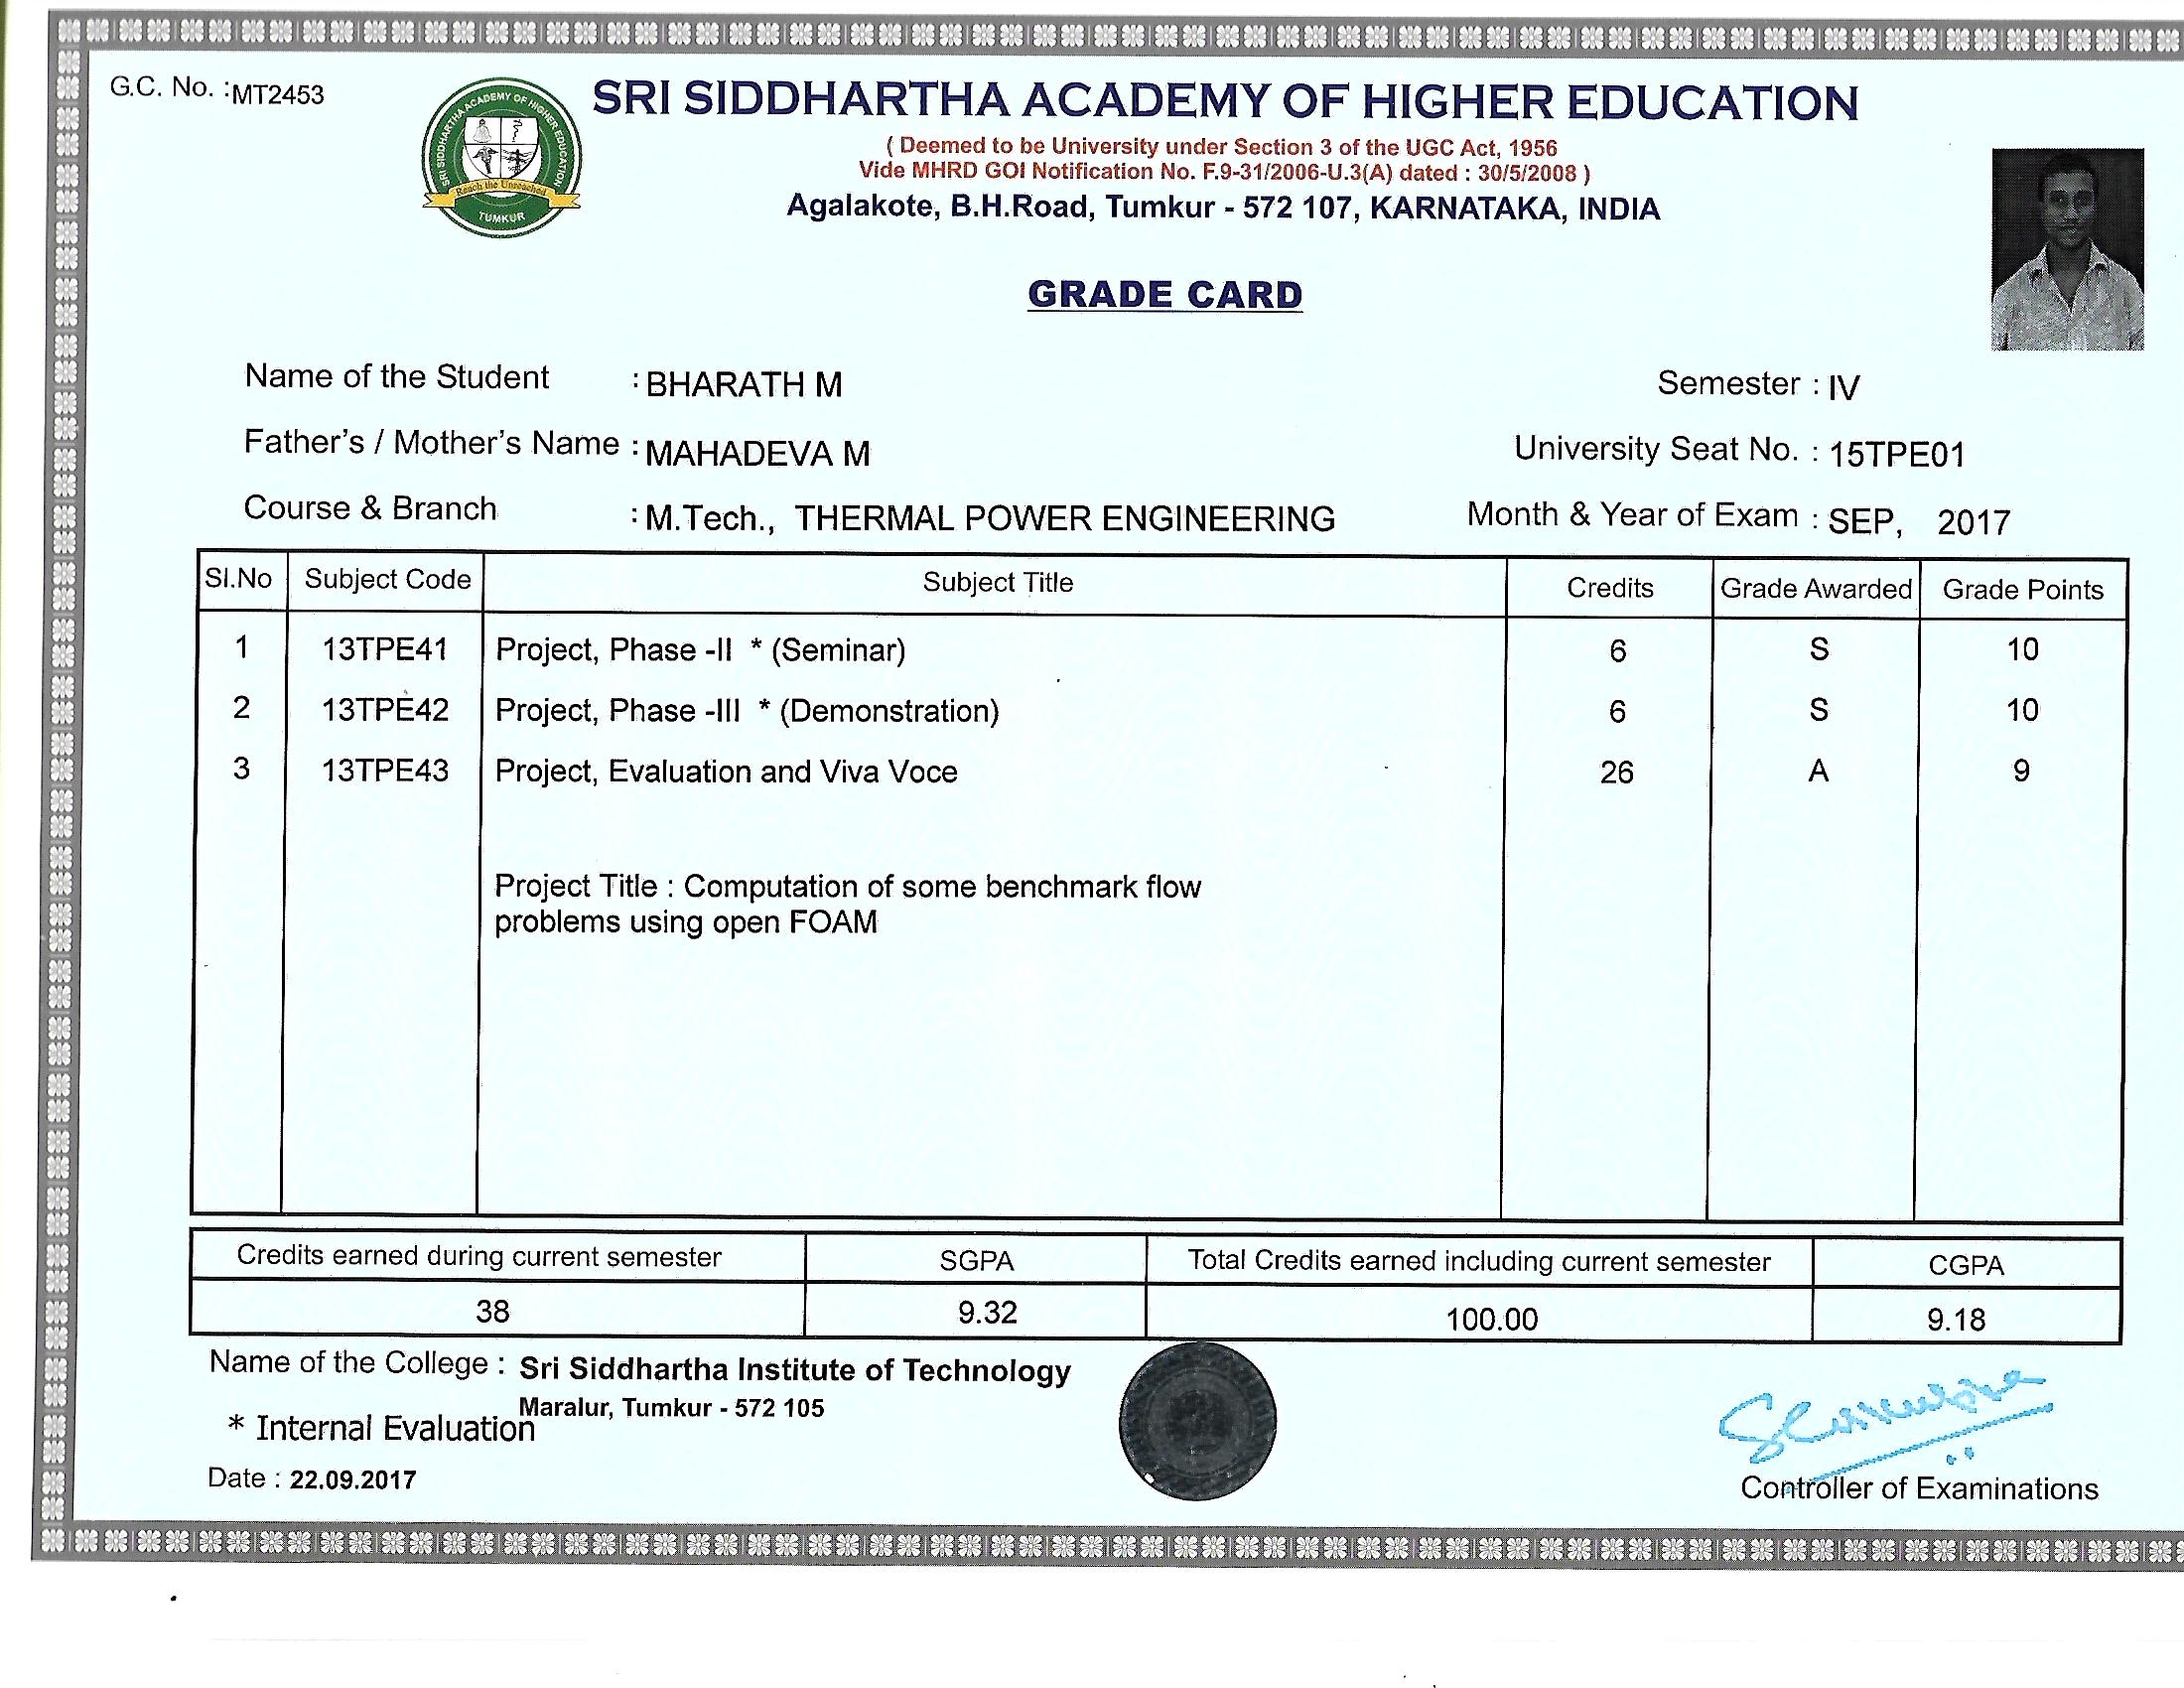 G.C. No. : MT2453
SRI SIDDHARTHA ACADEMY OF HIGHER EDUCATION
SRI SIDDHARTHA ACADEMY OF HIGHER EDUCATION
Reach the Unreached
TUMKUR
( Deemed to be University under Section 3 of the UGC Act, 1956
Vide MHRD GOI Notification No. F.9-31/2006-U.3(A) dated : 30/5/2008 )
Agalakote, B.H.Road, Tumkur - 572 107, KARNATAKA, INDIA
GRADE CARD
Name of the Student : BHARATH M Semester : IV
Father's / Mother's Name : MAHADEVA M University Seat No. : 15TPE01
Course & Branch : M.Tech., THERMAL POWER ENGINEERING Month & Year of Exam : SEP, 2017
Sl.No Subject Code Subject Title Credits Grade Awarded Grade Points
1 13TPE41 Project, Phase -II * (Seminar) 6 S 10
2 13TPE42 Project, Phase -III * (Demonstration) 6 S 10
3 13TPE43 Project, Evaluation and Viva Voce 26 A 9
Project Title : Computation of some benchmark flow
problems using open FOAM
Credits earned during current semester SGPA Total Credits earned including current semester CGPA
38 9.32 100.00 9.18
Name of the College : Sri Siddhartha Institute of Technology
Maralur, Tumkur - 572 105
* Internal Evaluation
Date : 22.09.2017
Controller of Examinations